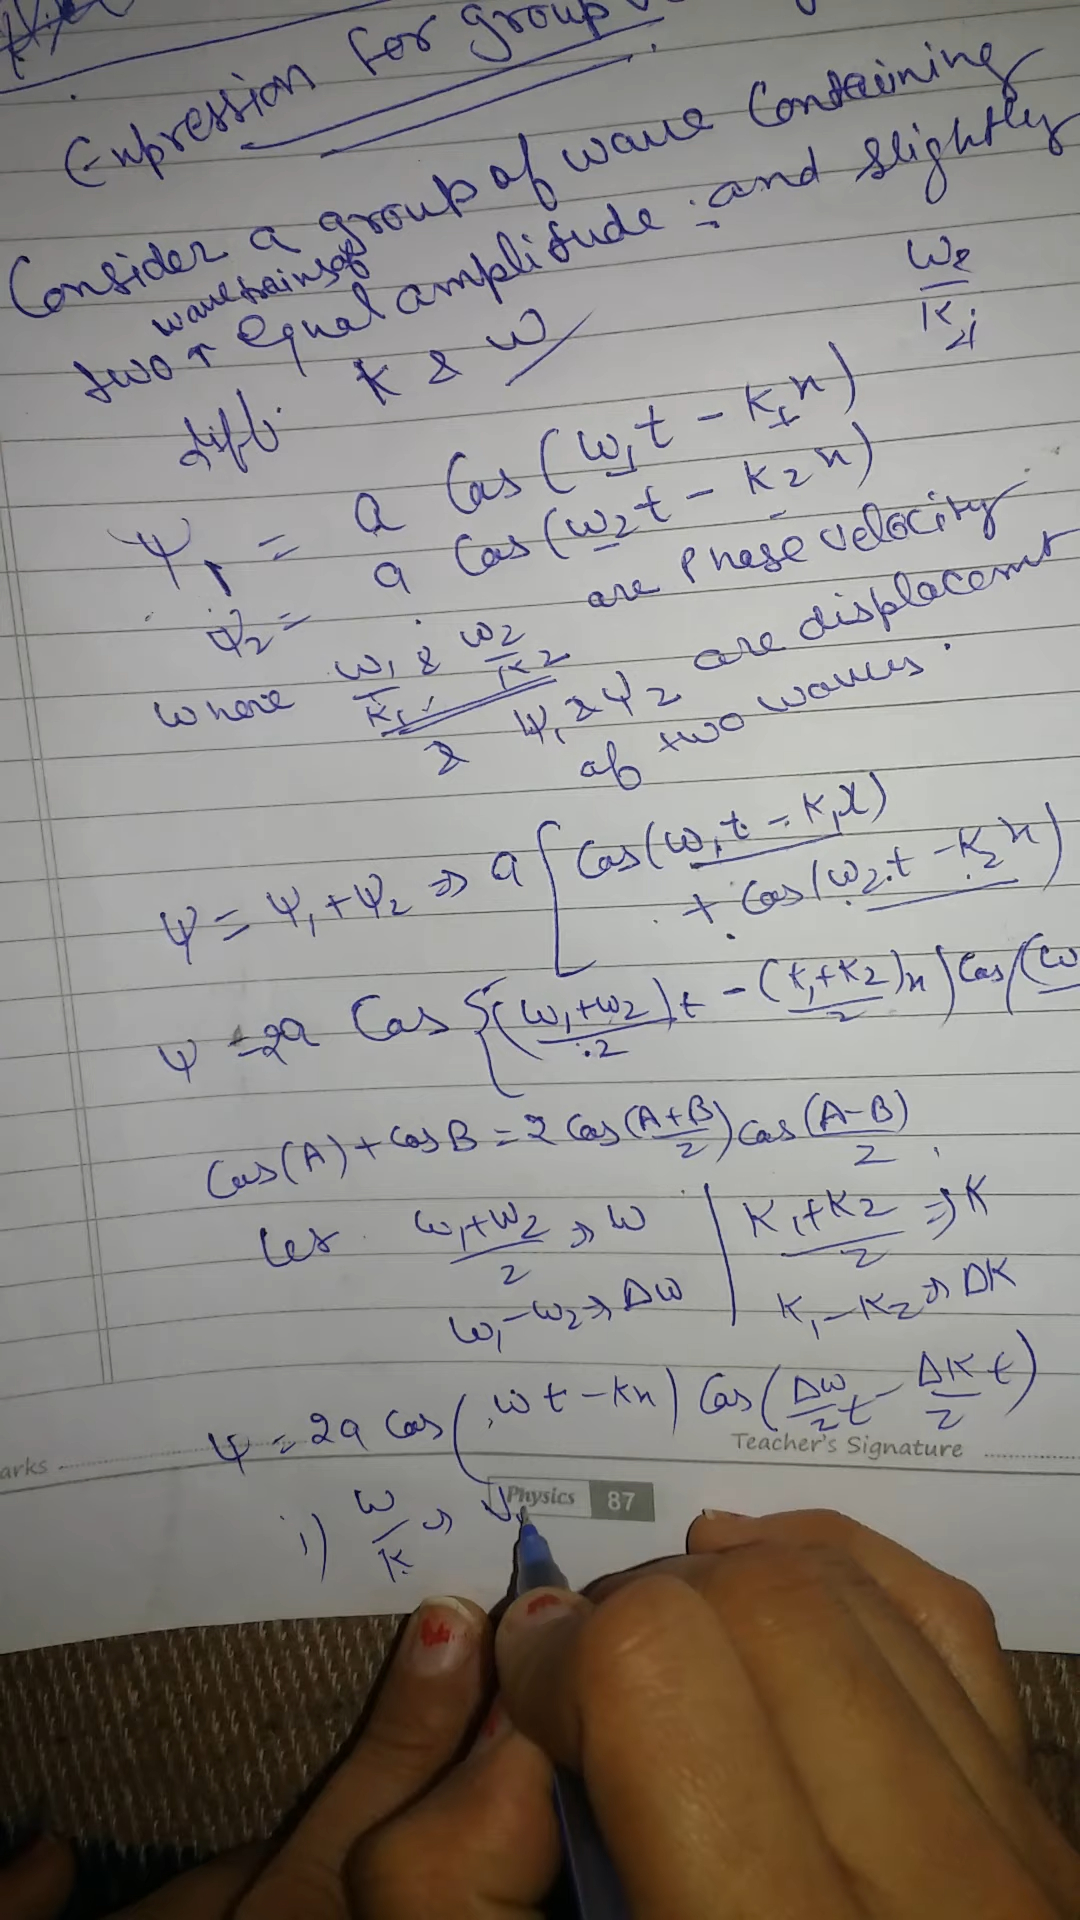 Expression for group
Consider a group of wave Containing
wave trains of
two ↑ equal amplitude and slightly
diff. K & ω
ω₂
K₂
Ψ₁ = a Cos(ω₁t - K₁x)
Ψ₂ = a Cos(ω₂t - K₂x)
where ω₁/K₁ & ω₂/K₂ are Phase velocity
& Ψ₁ & Ψ₂ are displacement
of two waves.
Ψ = Ψ₁ + Ψ₂ ⇒ a [Cos(ω₁t - K₁x)
+ Cos(ω₂t - K₂x)
Ψ = 2a Cos {(ω₁+ω₂)/2 t - (K₁+K₂)/2 x) Cos (ω
Cos(A) + Cos B = 2 Cos (A+B)/2) Cos (A-B)/2
Let (ω₁+ω₂)/2 ⇒ ω | (K₁+K₂)/2 ⇒ K
ω₁-ω₂ ⇒ Δω | K₁-K₂ ⇒ ΔK
Ψ = 2a Cos (ωt - Kx) Cos (Δω/2 t - ΔK/2 t)
Teacher's Signature
arks
Physics 87
i) ω/K ⇒